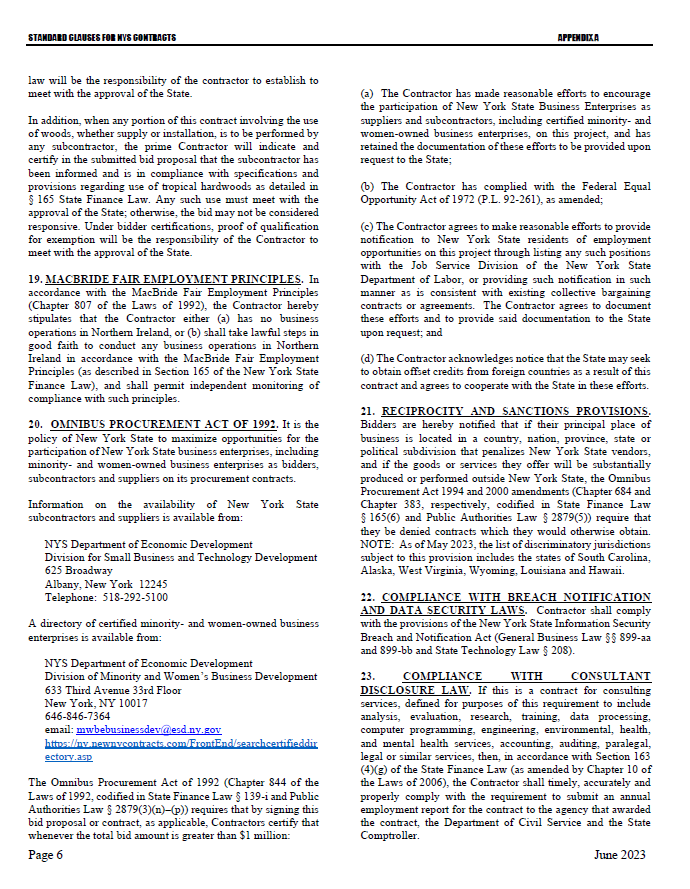 STANDARD CLAUSES FOR NYS CONTRACTS APPENDIX A
law will be the responsibility of the contractor to establish to
meet with the approval of the State.
In addition, when any portion of this contract involving the use
of woods, whether supply or installation, is to be performed by
any subcontractor, the prime Contractor will indicate and
certify in the submitted bid proposal that the subcontractor has
been informed and is in compliance with specifications and
provisions regarding use of tropical hardwoods as detailed in
§ 165 State Finance Law. Any such use must meet with the
approval of the State; otherwise, the bid may not be considered
responsive. Under bidder certifications, proof of qualification
for exemption will be the responsibility of the Contractor to
meet with the approval of the State.
19. MACBRIDE FAIR EMPLOYMENT PRINCIPLES. In
accordance with the MacBride Fair Employment Principles
(Chapter 807 of the Laws of 1992), the Contractor hereby
stipulates that the Contractor either (a) has no business
operations in Northern Ireland, or (b) shall take lawful steps in
good faith to conduct any business operations in Northern
Ireland in accordance with the MacBride Fair Employment
Principles (as described in Section 165 of the New York State
Finance Law), and shall permit independent monitoring of
compliance with such principles.
20. OMNIBUS PROCUREMENT ACT OF 1992. It is the
policy of New York State to maximize opportunities for the
participation of New York State business enterprises, including
minority- and women-owned business enterprises as bidders,
subcontractors and suppliers on its procurement contracts.
Information on the availability of New York State
subcontractors and suppliers is available from:
NYS Department of Economic Development
Division for Small Business and Technology Development
625 Broadway
Albany, New York 12245
Telephone: 518-292-5100
A directory of certified minority- and women-owned business
enterprises is available from:
NYS Department of Economic Development
Division of Minority and Women's Business Development
633 Third Avenue 33rd Floor
New York, NY 10017
646-846-7364
email: mwbebusinessdev@esd.ny.gov
https://ny.newnycontracts.com/FrontEnd/searchcertifieddir
ectory.asp
The Omnibus Procurement Act of 1992 (Chapter 844 of the
Laws of 1992, codified in State Finance Law § 139-i and Public
Authorities Law § 2879(3)(n)–(p)) requires that by signing this
bid proposal or contract, as applicable, Contractors certify that
whenever the total bid amount is greater than $1 million:
(a) The Contractor has made reasonable efforts to encourage
the participation of New York State Business Enterprises as
suppliers and subcontractors, including certified minority- and
women-owned business enterprises, on this project, and has
retained the documentation of these efforts to be provided upon
request to the State;
(b) The Contractor has complied with the Federal Equal
Opportunity Act of 1972 (P.L. 92-261), as amended;
(c) The Contractor agrees to make reasonable efforts to provide
notification to New York State residents of employment
opportunities on this project through listing any such positions
with the Job Service Division of the New York State
Department of Labor, or providing such notification in such
manner as is consistent with existing collective bargaining
contracts or agreements. The Contractor agrees to document
these efforts and to provide said documentation to the State
upon request; and
(d) The Contractor acknowledges notice that the State may seek
to obtain offset credits from foreign countries as a result of this
contract and agrees to cooperate with the State in these efforts.
21. RECIPROCITY AND SANCTIONS PROVISIONS.
Bidders are hereby notified that if their principal place of
business is located in a country, nation, province, state or
political subdivision that penalizes New York State vendors,
and if the goods or services they offer will be substantially
produced or performed outside New York State, the Omnibus
Procurement Act 1994 and 2000 amendments (Chapter 684 and
Chapter 383, respectively, codified in State Finance Law
§ 165(6) and Public Authorities Law § 2879(5)) require that
they be denied contracts which they would otherwise obtain.
NOTE: As of May 2023, the list of discriminatory jurisdictions
subject to this provision includes the states of South Carolina,
Alaska, West Virginia, Wyoming, Louisiana and Hawaii.
22. COMPLIANCE WITH BREACH NOTIFICATION
AND DATA SECURITY LAWS. Contractor shall comply
with the provisions of the New York State Information Security
Breach and Notification Act (General Business Law §§ 899-aa
and 899-bb and State Technology Law § 208).
23. COMPLIANCE WITH CONSULTANT
DISCLOSURE LAW. If this is a contract for consulting
services, defined for purposes of this requirement to include
analysis, evaluation, research, training, data processing,
computer programming, engineering, environmental, health,
and mental health services, accounting, auditing, paralegal,
legal or similar services, then, in accordance with Section 163
(4)(g) of the State Finance Law (as amended by Chapter 10 of
the Laws of 2006), the Contractor shall timely, accurately and
properly comply with the requirement to submit an annual
employment report for the contract to the agency that awarded
the contract, the Department of Civil Service and the State
Comptroller.
Page 6 June 2023